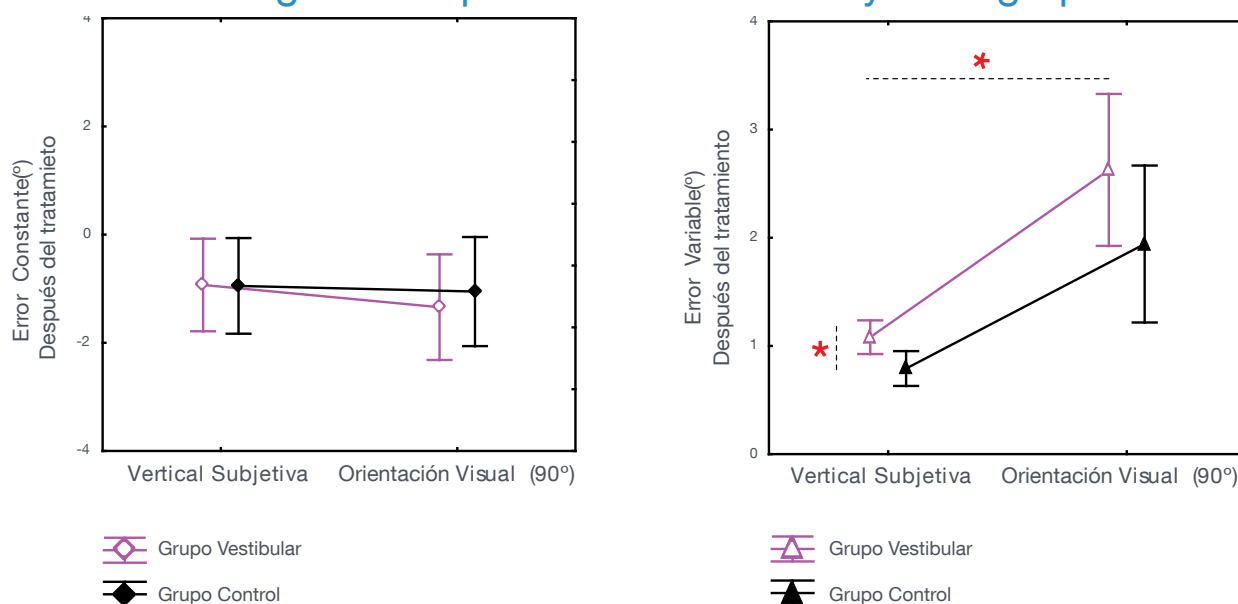 4
2
0
-2
-4
Error Constante(º)
Después del tratamieto
Vertical Subjetiva
Orientación Visual (90º)
Grupo Vestibular
Grupo Control
*
*
4
3
2
1
0
Error Variable(º)
Después del tratamiento
Vertical Subjetiva
Orientación Visual (90º)
Grupo Vestibular
Grupo Control